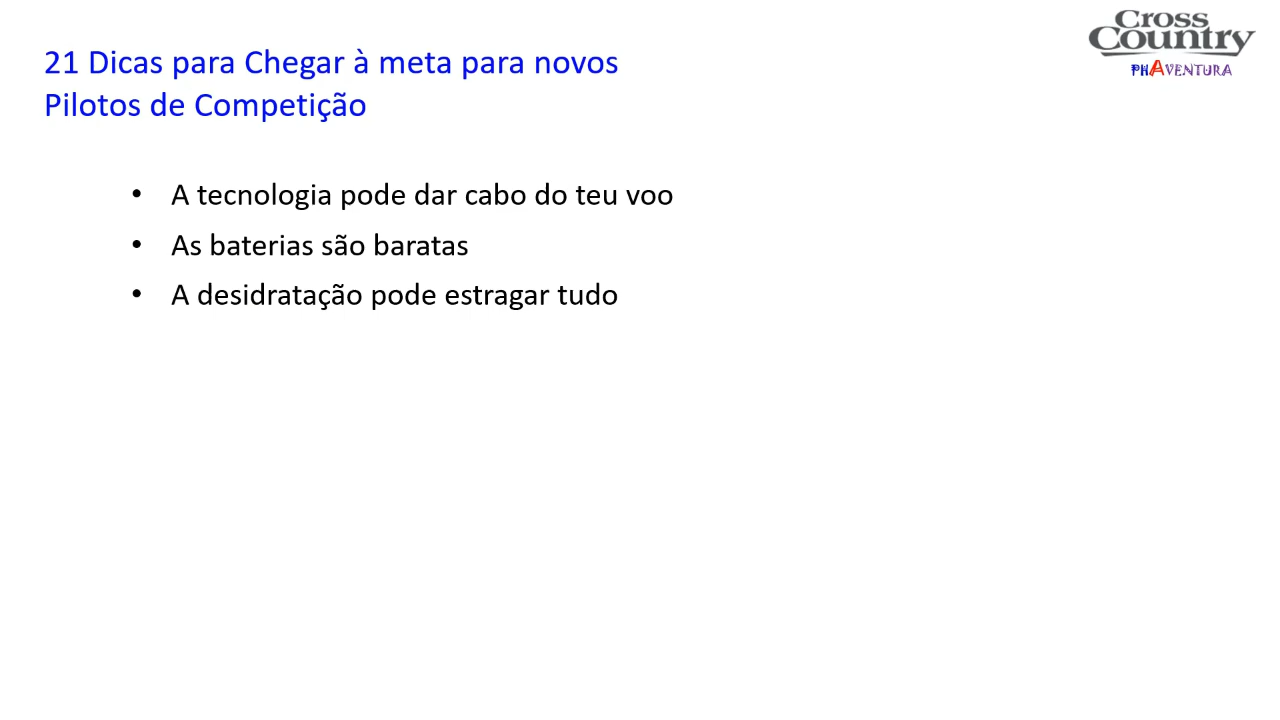 21 Dicas para Chegar à meta para novos
Pilotos de Competição
Cross
Country
PHAVENTURA
• A tecnologia pode dar cabo do teu voo
• As baterias são baratas
• A desidratação pode estragar tudo